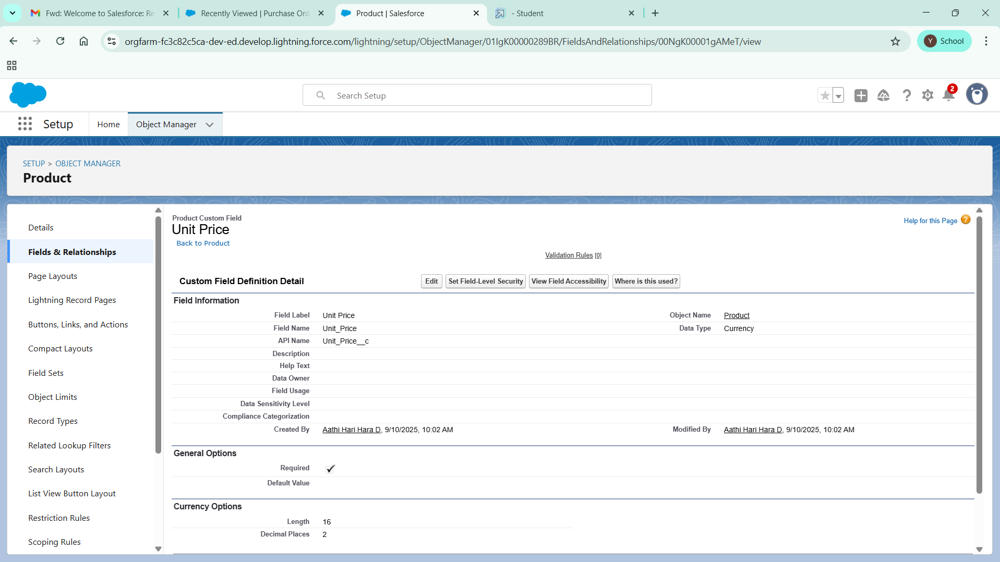 Fwd: Welcome to Salesforce: Re
Recently Viewed | Purchase Ord
Product | Salesforce
- Student
orgfarm-fc3c82c5ca-dev-ed.develop.lightning.force.com/lightning/setup/ObjectManager/01IgK00000289BR/FieldsAndRelationships/00NgK00001gAMeT/view
Y School
Search Setup
2
Setup
Home
Object Manager
SETUP > OBJECT MANAGER
Product
Details
Fields & Relationships
Page Layouts
Lightning Record Pages
Buttons, Links, and Actions
Compact Layouts
Field Sets
Object Limits
Record Types
Related Lookup Filters
Search Layouts
List View Button Layout
Restriction Rules
Scoping Rules
Product Custom Field
Unit Price
Back to Product
Help for this Page ?
Validation Rules [0]
Custom Field Definition Detail
Edit Set Field-Level Security View Field Accessibility Where is this used?
Field Information
Field Label Unit Price Object Name Product
Field Name Unit_Price Data Type Currency
API Name Unit_Price__c
Description
Help Text
Data Owner
Field Usage
Data Sensitivity Level
Compliance Categorization
Created By Aathi Hari Hara D, 9/10/2025, 10:02 AM Modified By Aathi Hari Hara D, 9/10/2025, 10:02 AM
General Options
Required
Default Value
Currency Options
Length 16
Decimal Places 2